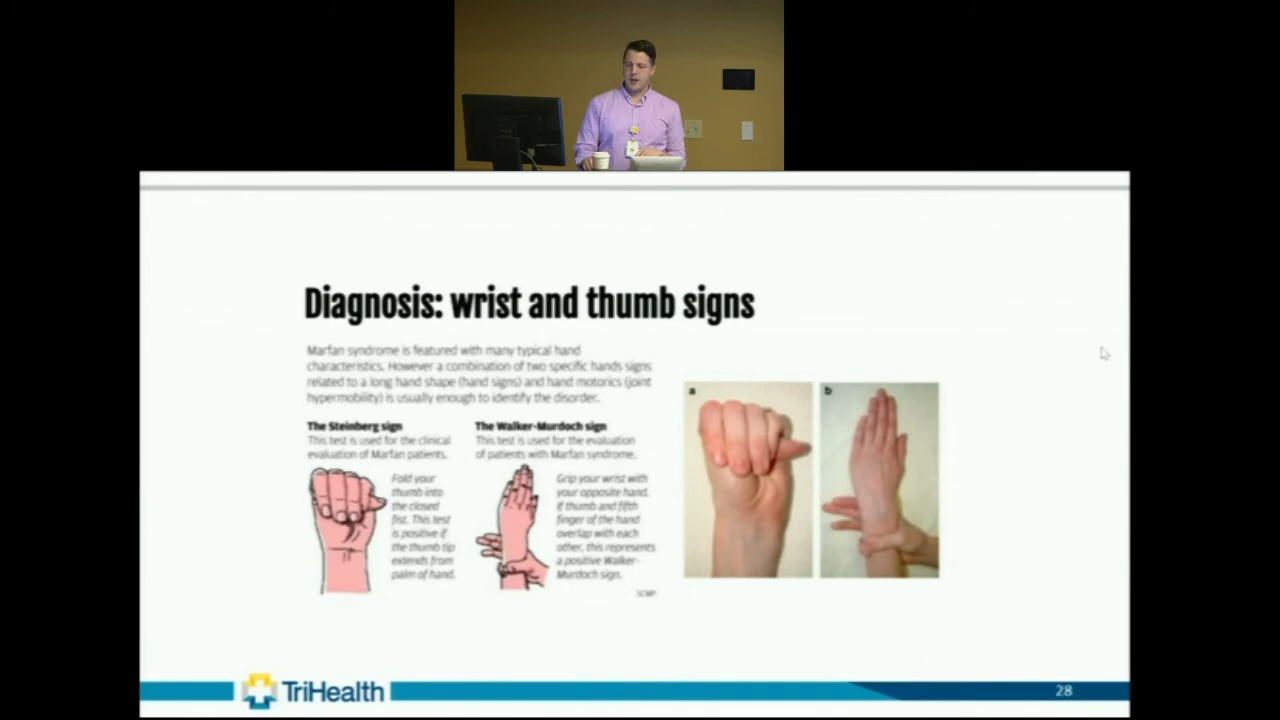 Diagnosis: wrist and thumb signs
Marfan syndrome is featured with many typical hand
characteristics. However a combination of two specific hands signs
related to a long hand shape (hand signs) and hand motorics (joint
hypermobility) is usually enough to identify the disorder.
The Steinberg sign
This test is used for the clinical
evaluation of Marfan patients.
Fold your
thumb into
the closed
fist. This test
is positive if
the thumb tip
extends from
palm of hand.
The Walker-Murdoch sign
This test is used for the evaluation
of patients with Marfan syndrome.
Grip your wrist with
your opposite hand.
If thumb and fifth
finger of the hand
overlap with each
other, this represents
a positive Walker-
Murdoch sign.
SCMP
a
b
TriHealth
28